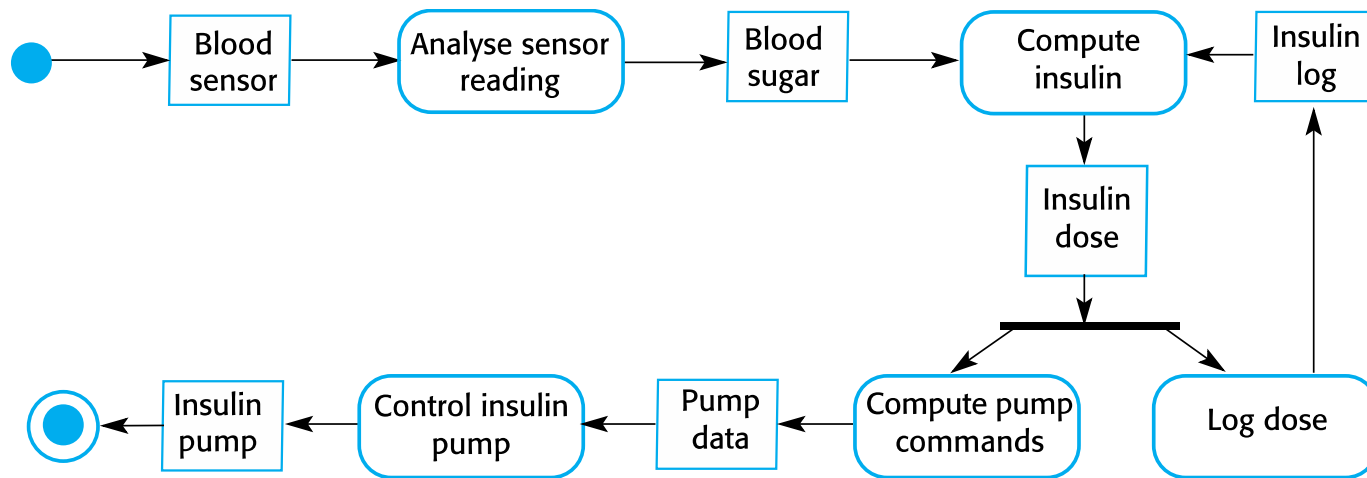 Blood
sensor
Analyse sensor
reading
Blood
sugar
Compute
insulin
Insulin
log
Insulin
dose
Insulin
pump
Control insulin
pump
Pump
data
Compute pump
commands
Log dose